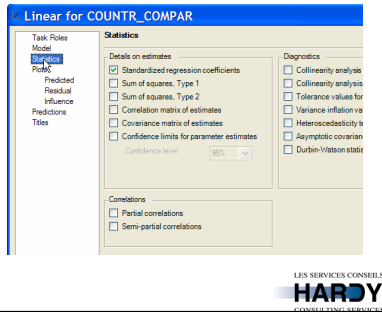 Linear for COUNTR_COMPAR
Task Roles
Model
Statistics
Plots
Predicted
Residual
Influence
Predictions
Titles
Statistics
Details on estimates
Standardized regression coefficients
Sum of squares, Type 1
Sum of squares, Type 2
Correlation matrix of estimates
Covariance matrix of estimates
Confidence limits for parameter estimates
Confidence level: 95%
Diagnostics
Collinearity analysis
Collinearity analysis
Tolerance values for
Variance inflation val
Heteroscedasticity te
Asymptotic covarian
Durbin-Watson statis
Correlations
Partial correlations
Semi-partial correlations
LES SERVICES CONSEILS
HARDY
CONSULTING SERVICES